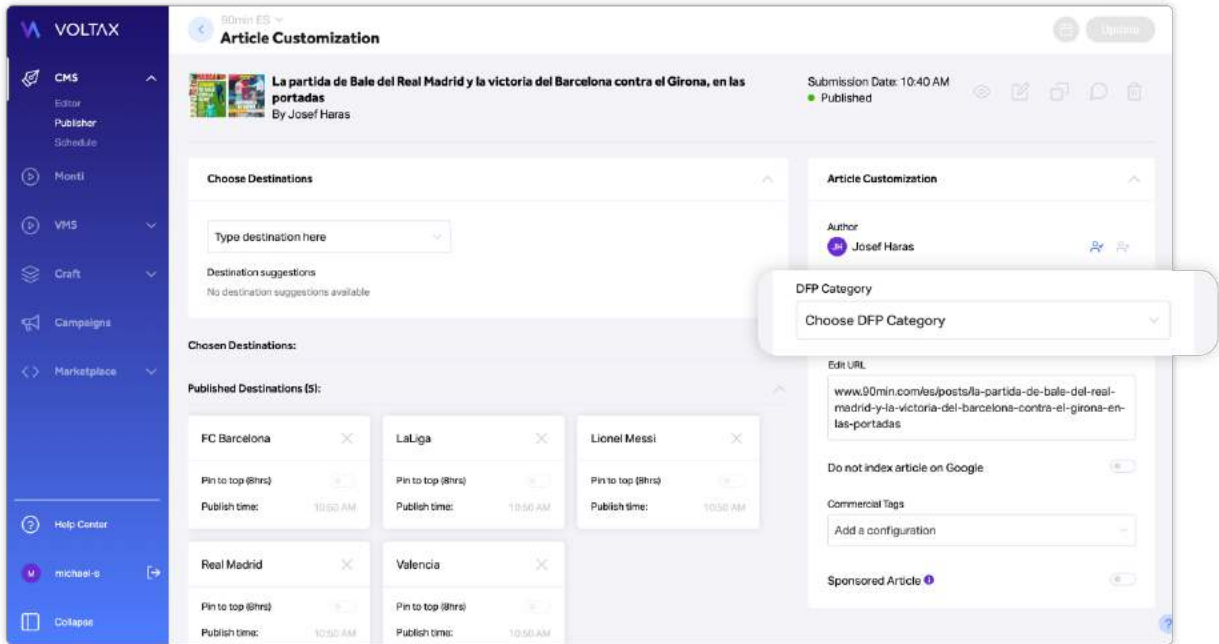 VOLTAX
CMS
Editor
Publisher
Schedule
Monti
VMS
Craft
Campaigns
Marketplace
Help Center
michael-s
Collapse
90min ES
Article Customization
Update
La partida de Bale del Real Madrid y la victoria del Barcelona contra el Girona, en las
portadas
By Josef Haras
Submission Date: 10:40 AM
Published
Choose Destinations
Type destination here
Destination suggestions
No destination suggestions available
Chosen Destinations:
Published Destinations (5):
FC Barcelona
Pin to top (8hrs)
Publish time: 10:50 AM
LaLiga
Pin to top (8hrs)
Publish time: 10:50 AM
Lionel Messi
Pin to top (8hrs)
Publish time: 10:50 AM
Real Madrid
Pin to top (8hrs)
Publish time: 10:50 AM
Valencia
Pin to top (8hrs)
Publish time: 10:50 AM
Article Customization
Author
JH Josef Haras
DFP Category
Choose DFP Category
Edit URL
www.90min.com/es/posts/la-partida-de-bale-del-real-
madrid-y-la-victoria-del-barcelona-contra-el-girona-en-
las-portadas
Do not index article on Google
Commercial Tags
Add a configuration
Sponsored Article